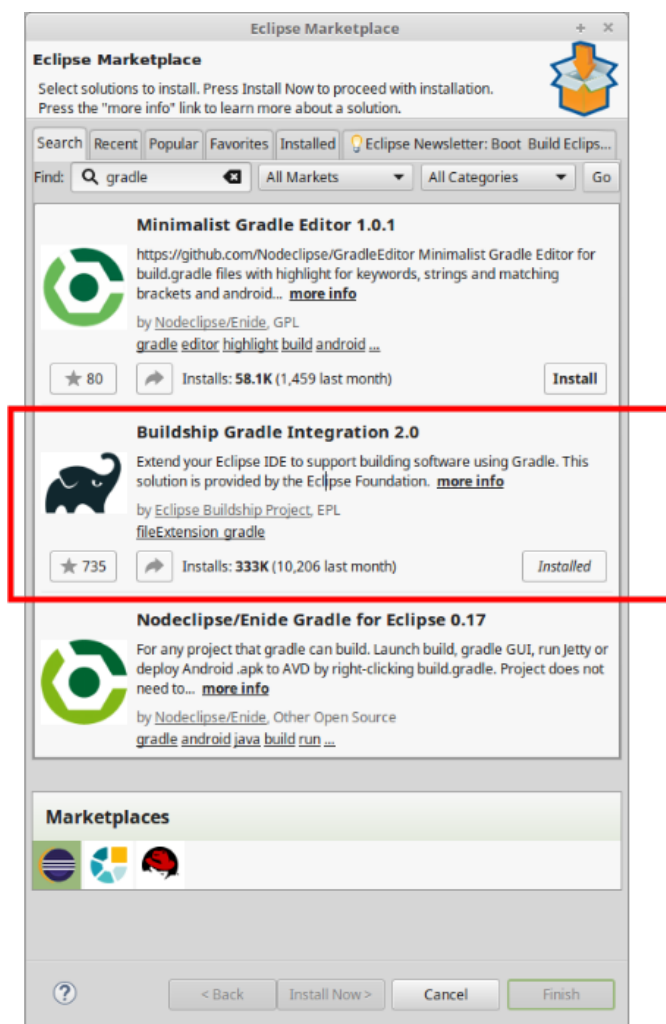 Eclipse Marketplace
Eclipse Marketplace
Select solutions to install. Press Install Now to proceed with installation.
Press the "more info" link to learn more about a solution.
Search Recent Popular Favorites Installed Eclipse Newsletter: Boot Build Eclips...
Find: gradle All Markets All Categories Go
Minimalist Gradle Editor 1.0.1
https://github.com/Nodeclipse/GradleEditor Minimalist Gradle Editor for
build.gradle files with highlight for keywords, strings and matching
brackets and android... more info
by Nodeclipse/Enide, GPL
gradle editor highlight build android ...
80 Installs: 58.1K (1,459 last month) Install
Buildship Gradle Integration 2.0
Extend your Eclipse IDE to support building software using Gradle. This
solution is provided by the Eclipse Foundation. more info
by Eclipse Buildship Project, EPL
fileExtension_gradle
735 Installs: 333K (10,206 last month) Installed
Nodeclipse/Enide Gradle for Eclipse 0.17
For any project that gradle can build. Launch build, gradle GUI, run Jetty or
deploy Android .apk to AVD by right-clicking build.gradle. Project does not
need to... more info
by Nodeclipse/Enide, Other Open Source
gradle android java build run ...
Marketplaces
? < Back Install Now > Cancel Finish